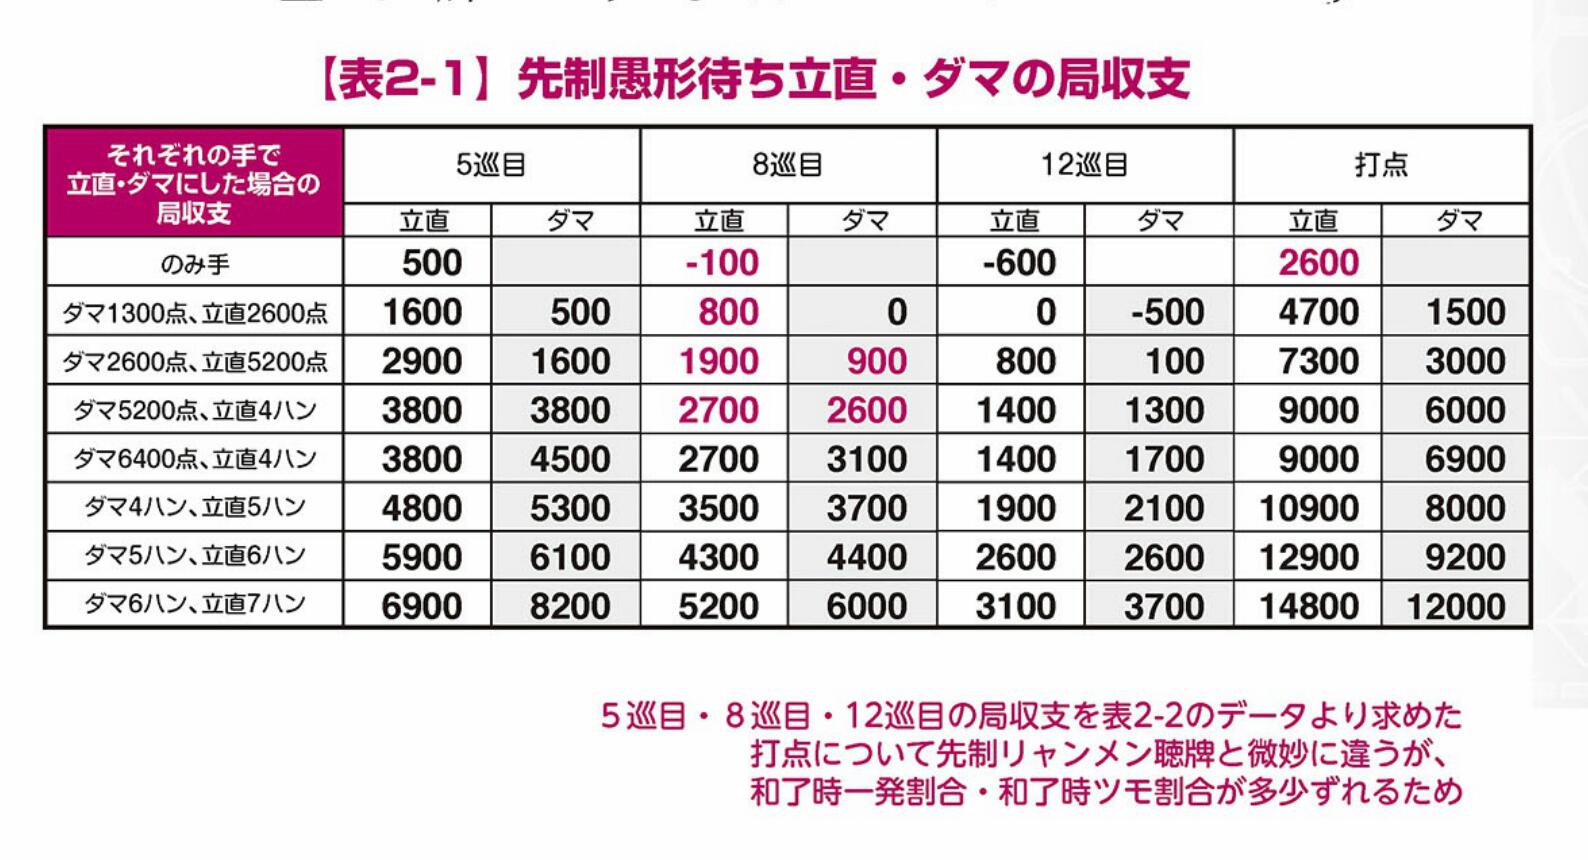 【表2-1】先制愚形待ち立直・ダマの局収支
それぞれの手で
立直・ダマにした場合の
局収支
5巡目 8巡目 12巡目 打点
立直 ダマ 立直 ダマ 立直 ダマ 立直 ダマ
のみ手 500 -100 -600 2600
ダマ1300点、立直2600点 1600 500 800 0 0 -500 4700 1500
ダマ2600点、立直5200点 2900 1600 1900 900 800 100 7300 3000
ダマ5200点、立直4ハン 3800 3800 2700 2600 1400 1300 9000 6000
ダマ6400点、立直4ハン 3800 4500 2700 3100 1400 1700 9000 6900
ダマ4ハン、立直5ハン 4800 5300 3500 3700 1900 2100 10900 8000
ダマ5ハン、立直6ハン 5900 6100 4300 4400 2600 2600 12900 9200
ダマ6ハン、立直7ハン 6900 8200 5200 6000 3100 3700 14800 12000
5巡目・8巡目・12巡目の局収支を表2-2のデータより求めた
打点について先制リャンメン聴牌と微妙に違うが、
和了時一発割合・和了時ツモ割合が多少ずれるため